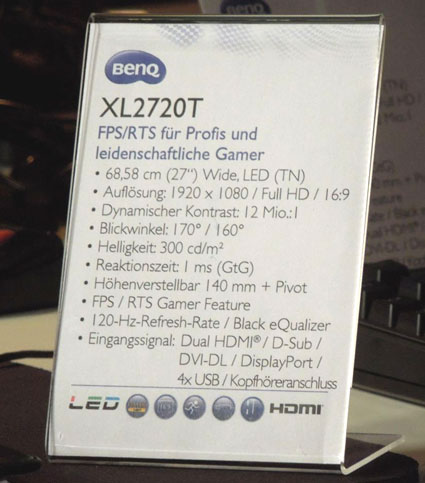 BenQ
XL2720T
FPS/RTS für Profis und
leidenschaftliche Gamer
• 68,58 cm (27") Wide, LED (TN)
• Auflösung: 1920 x 1080 / Full HD / 16:9
• Dynamischer Kontrast: 12 Mio.:1
• Blickwinkel: 170° / 160°
• Helligkeit: 300 cd/m²
• Reaktionszeit: 1 ms (GtG)
• Höhenverstellbar 140 mm + Pivot
• FPS / RTS Gamer Feature
• 120-Hz-Refresh-Rate / Black eQualizer
• Eingangssignal: Dual HDMI® / D-Sub /
DVI-DL / DisplayPort /
4x USB / Kopfhöreranschluss
LED HDMI